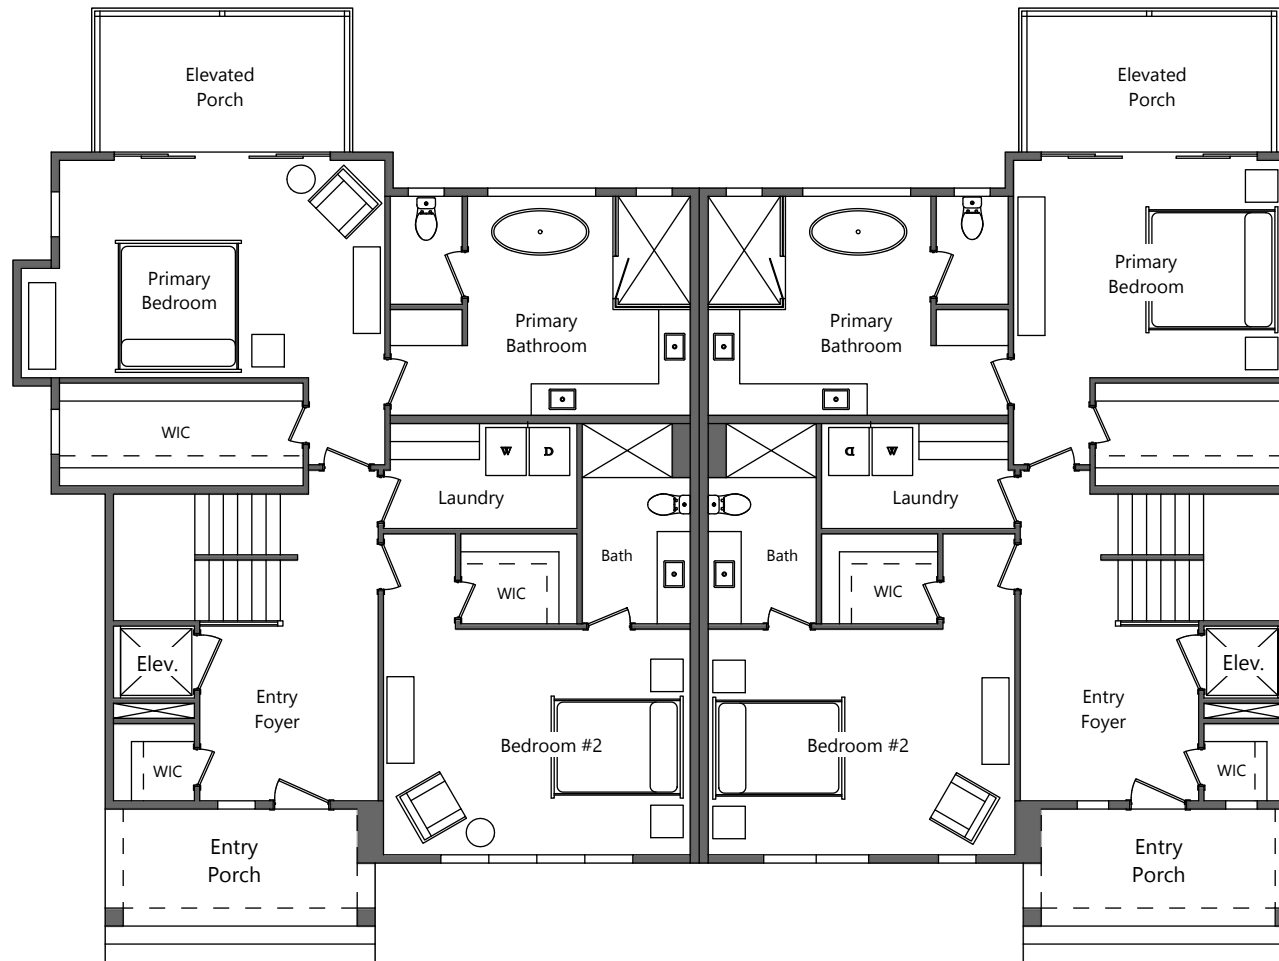 Elevated
Porch
Elevated
Porch
Primary
Bedroom
Primary
Bathroom
Primary
Bathroom
Primary
Bedroom
WIC
W
D
D
W
Laundry
Laundry
Bath
Bath
WIC
WIC
Elev.
Elev.
Entry
Foyer
Entry
Foyer
Bedroom #2
Bedroom #2
WIC
WIC
Entry
Porch
Entry
Porch